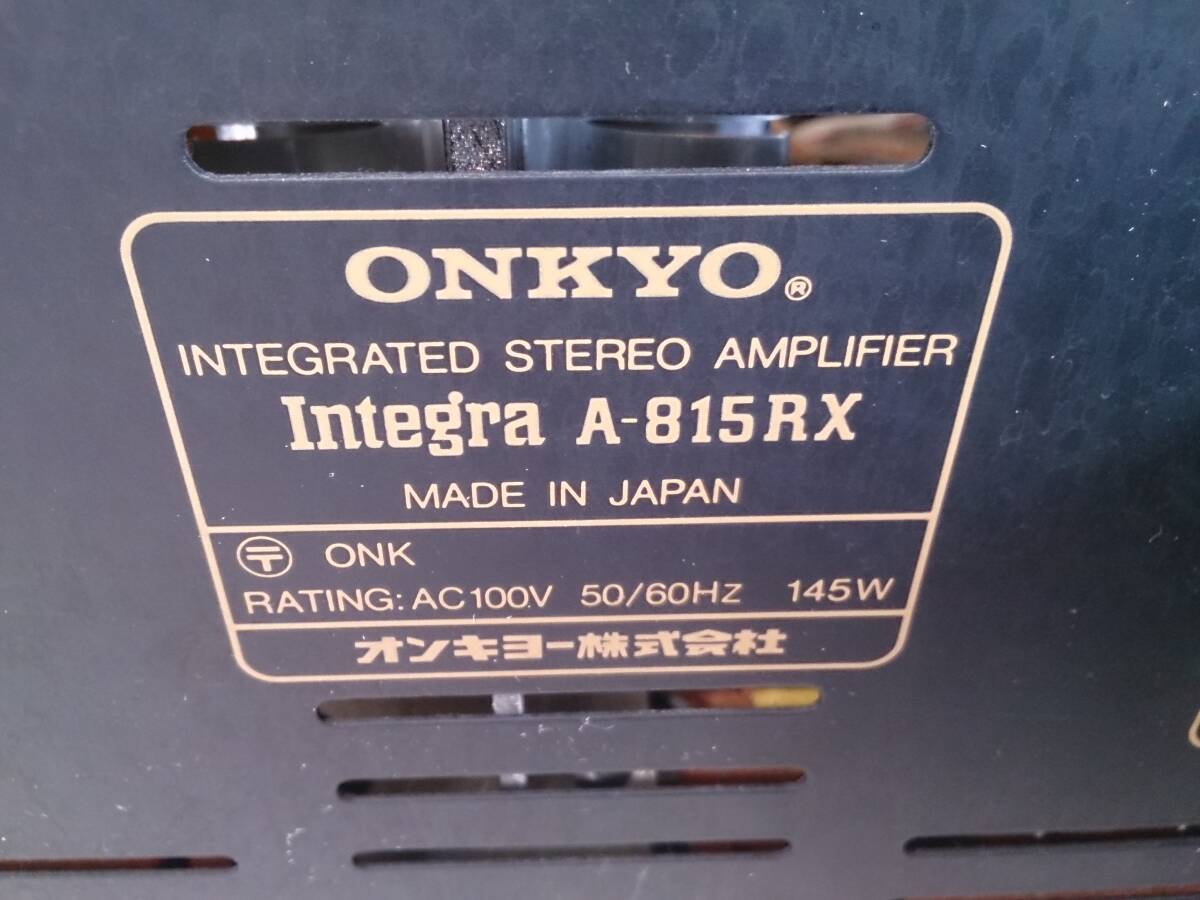 ONKYO®
INTEGRATED STEREO AMPLIFIER
Integra A-815RX
MADE IN JAPAN
〶 ONK
RATING: AC100V 50/60HZ 145W
オンキヨー株式会社